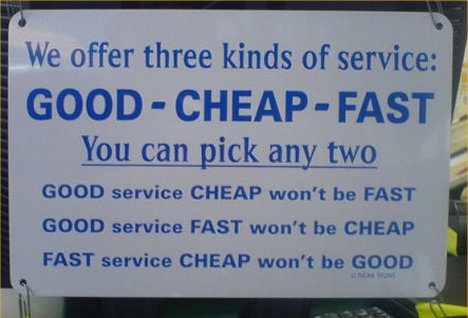 We offer three kinds of service:
GOOD - CHEAP - FAST
You can pick any two
GOOD service CHEAP won't be FAST
GOOD service FAST won't be CHEAP
FAST service CHEAP won't be GOOD